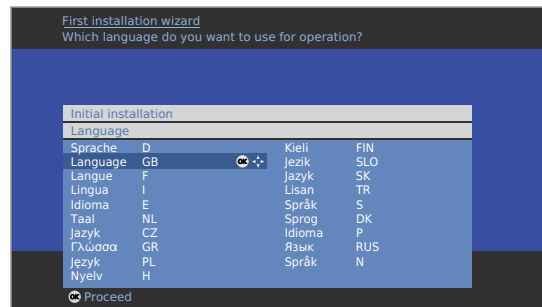 First installation wizard
Which language do you want to use for operation?
Initial installation
Language
Sprache D
Language GB OK
Langue F
Lingua I
Idioma E
Taal NL
Jazyk CZ
Γλώσσα GR
Język PL
Nyelv H
Kieli FIN
Jezik SLO
Jazyk SK
Lisan TR
Språk S
Sprog DK
Idioma P
Язык RUS
Språk N
OK Proceed